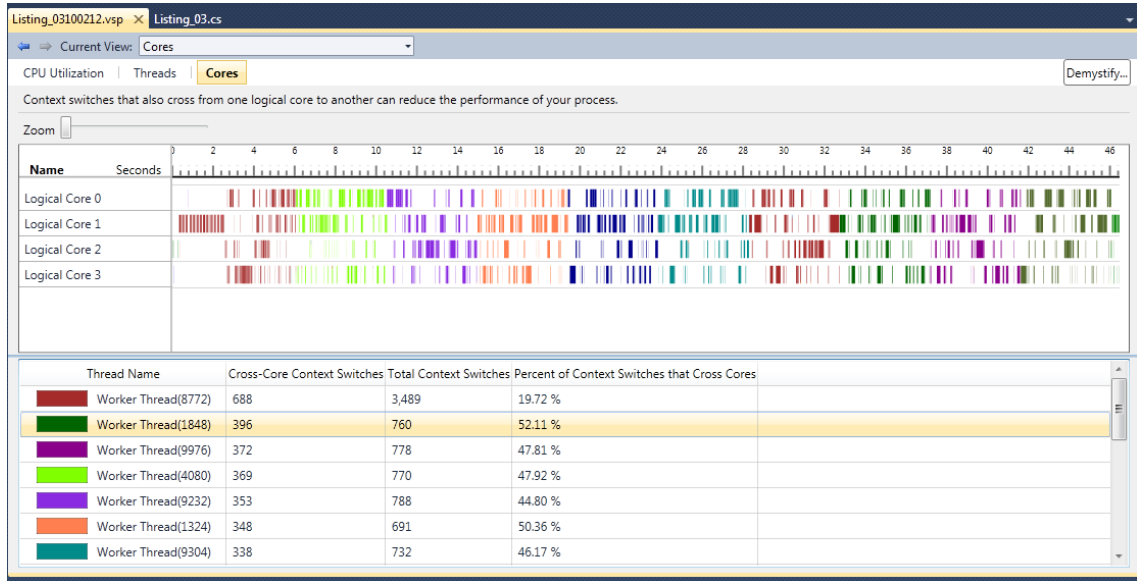 Listing_03100212.vsp × Listing_03.cs
Current View: Cores
CPU Utilization Threads Cores Demystify...
Context switches that also cross from one logical core to another can reduce the performance of your process.
Zoom
0 2 4 6 8 10 12 14 16 18 20 22 24 26 28 30 32 34 36 38 40 42 44 46
Name Seconds
Logical Core 0
Logical Core 1
Logical Core 2
Logical Core 3
Thread Name Cross-Core Context Switches Total Context Switches Percent of Context Switches that Cross Cores
Worker Thread(8772) 688 3,489 19.72 %
Worker Thread(1848) 396 760 52.11 %
Worker Thread(9976) 372 778 47.81 %
Worker Thread(4080) 369 770 47.92 %
Worker Thread(9232) 353 788 44.80 %
Worker Thread(1324) 348 691 50.36 %
Worker Thread(9304) 338 732 46.17 %